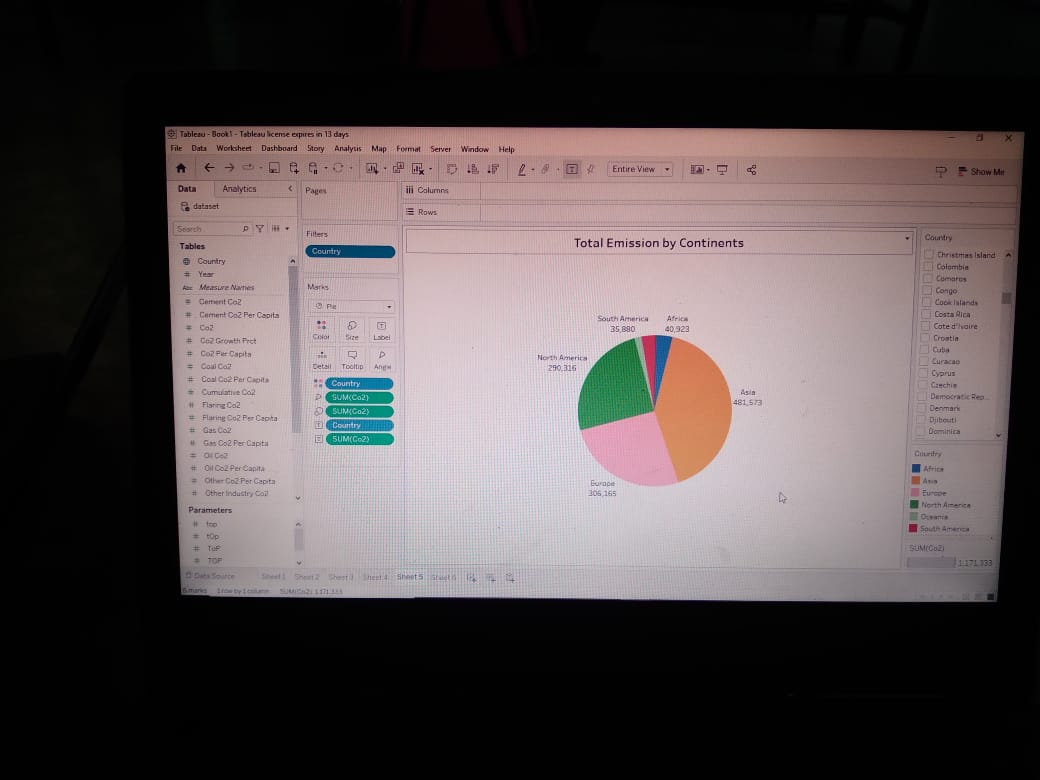 Tableau - Book1 - Tableau license expires in 13 days
File Data Worksheet Dashboard Story Analysis Map Format Server Window Help
Entire View
Show Me
Data Analytics
dataset
Search
Tables
Country
Year
Abc Measure Names
Cement Co2
Cement Co2 Per Capita
Co2
Co2 Growth Prct
Co2 Per Capita
Coal Co2
Coal Co2 Per Capita
Cumulative Co2
Flaring Co2
Flaring Co2 Per Capita
Gas Co2
Gas Co2 Per Capita
Oil Co2
Oil Co2 Per Capita
Other Co2 Per Capita
Other Industry Co2
Parameters
top
tOp
ToP
TOP
Pages
Filters
Country
Marks
Pie
Color Size Label
Detail Tooltip Angle
Country
SUM(Co2)
SUM(Co2)
Country
SUM(Co2)
Columns
Rows
Total Emission by Continents
South America
35,880
Africa
40,923
North America
290,316
Asia
481,573
Europe
306,165
Country
Christmas Island
Colombia
Comoros
Congo
Cook Islands
Costa Rica
Cote d'Ivoire
Croatia
Cuba
Curacao
Cyprus
Czechia
Democratic Rep...
Denmark
Djibouti
Dominica
Country
Africa
Asia
Europe
North America
Oceania
South America
SUM(Co2)
1,171,333
Data Source Sheet 1 Sheet 2 Sheet 3 Sheet 4 Sheet 5 Sheet 6
6 marks 1 row by 1 column SUM(Co2): 1,171,333